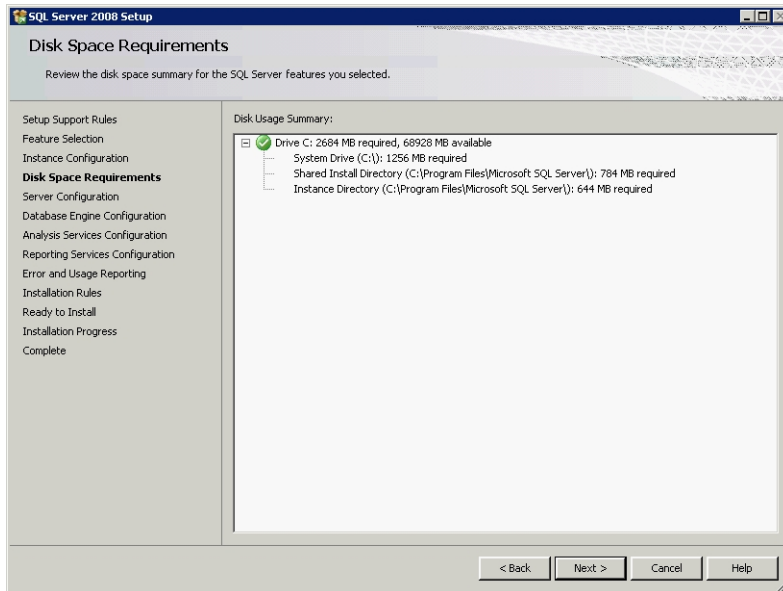 SQL Server 2008 Setup
Disk Space Requirements
Review the disk space summary for the SQL Server features you selected.
Setup Support Rules
Feature Selection
Instance Configuration
Disk Space Requirements
Server Configuration
Database Engine Configuration
Analysis Services Configuration
Reporting Services Configuration
Error and Usage Reporting
Installation Rules
Ready to Install
Installation Progress
Complete
Disk Usage Summary:
Drive C: 2684 MB required, 68928 MB available
System Drive (C:\): 1256 MB required
Shared Install Directory (C:\Program Files\Microsoft SQL Server\): 784 MB required
Instance Directory (C:\Program Files\Microsoft SQL Server\): 644 MB required
< Back
Next >
Cancel
Help